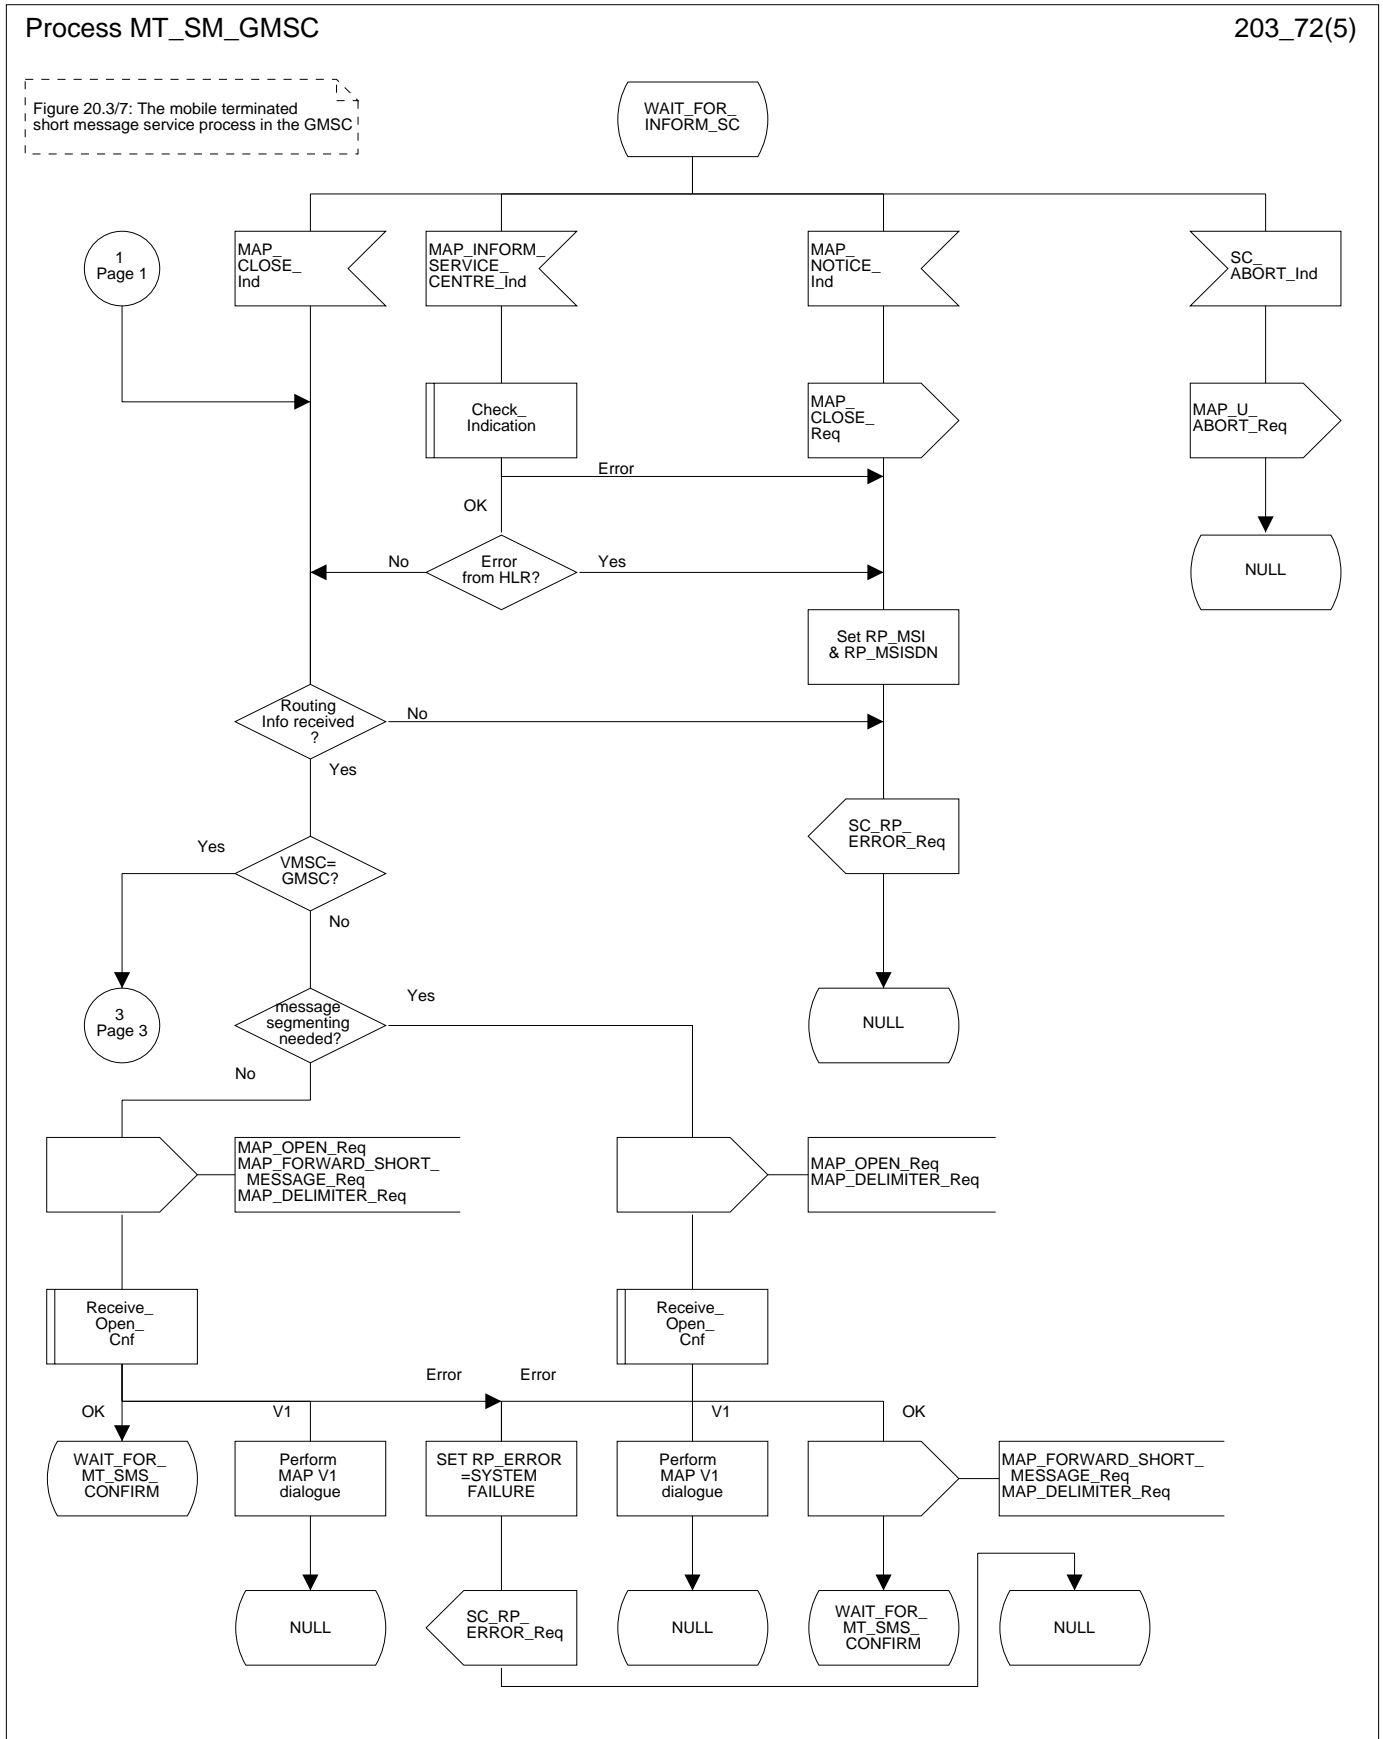 Process MT_SM_GMSC
203_72(5)
Figure 20.3/7: The mobile terminated
short message service process in the GMSC
WAIT_FOR_
INFORM_SC
1
Page 1
MAP_
CLOSE_
Ind
MAP_INFORM_
SERVICE_
CENTRE_Ind
MAP_
NOTICE_
Ind
SC_
ABORT_Ind
Check_
Indication
MAP_
CLOSE_
Req
MAP_U_
ABORT_Req
Error
OK
No
Error
from HLR?
Yes
NULL
Set RP_MSI
& RP_MSISDN
Routing
Info received
?
No
Yes
SC_RP_
ERROR_Req
Yes
VMSC=
GMSC?
No
3
Page 3
message
segmenting
needed?
Yes
NULL
No
MAP_OPEN_Req
MAP_FORWARD_SHORT_
MESSAGE_Req
MAP_DELIMITER_Req
MAP_OPEN_Req
MAP_DELIMITER_Req
Receive_
Open_
Cnf
Receive_
Open_
Cnf
Error
Error
OK
V1
V1
OK
WAIT_FOR_
MT_SMS_
CONFIRM
Perform
MAP V1
dialogue
SET RP_ERROR
=SYSTEM
FAILURE
Perform
MAP V1
dialogue
MAP_FORWARD_SHORT_
MESSAGE_Req
MAP_DELIMITER_Req
NULL
SC_RP_
ERROR_Req
NULL
WAIT_FOR_
MT_SMS_
CONFIRM
NULL